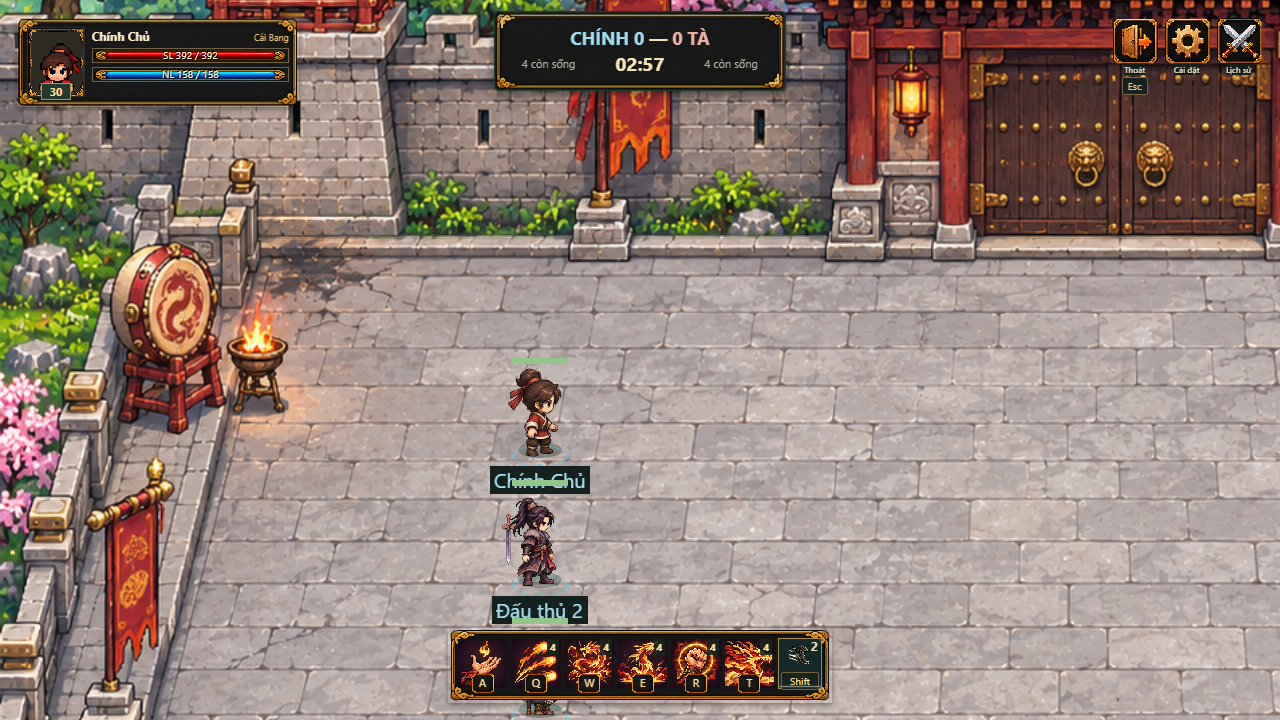 Chính Chủ
Cái Bang
SL 392 / 392
NL 158 / 158
30
CHÍNH 0 — 0 TÀ
4 còn sống
02:57
4 còn sống
Thoát
Cài đặt
Lịch sử
Esc
Chính Chủ
Đấu thủ 2
4
4
4
4
4
2
A
Q
W
E
R
T
Shift